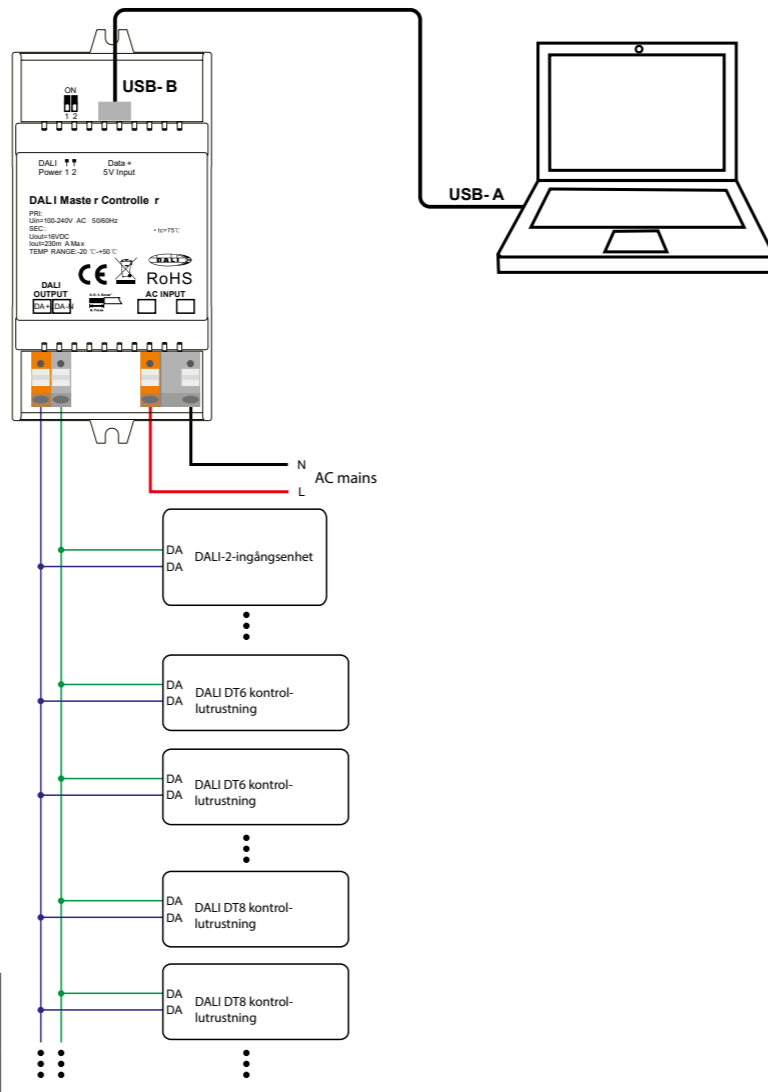 ON
1 2
USB- B
DALI
Power 1 2
Data +
5V Input
DALI Maste r Controlle r
PRI:
Uin=100-240V AC 50/60Hz
SEC:
Uout=16VDC
Iout=230m A Max
TEMP RANGE:-20 ℃-+50 ℃
• tc=75℃
DALI 2
CE
RoHS
DALI
OUTPUT
DA+ DA-N
AC INPUT
USB- A
N
L
AC mains
DA
DA
DALI-2-ingångsenhet
DA
DA
DALI DT6 kontrol-
lutrustning
DA
DA
DALI DT6 kontrol-
lutrustning
DA
DA
DALI DT8 kontrol-
lutrustning
DA
DA
DALI DT8 kontrol-
lutrustning